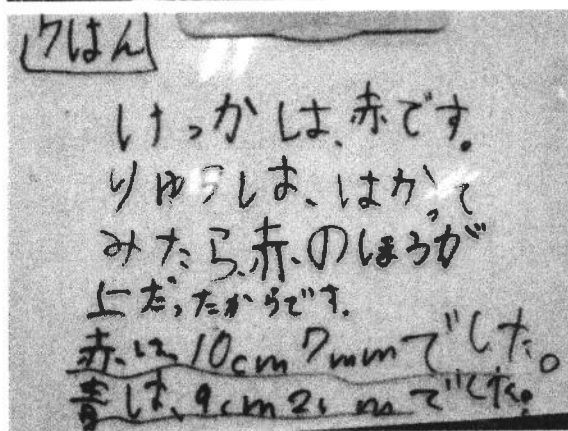 7はん
けっかは、赤です。
りゆうは、はかって
みたら、赤、のほうが
上だったからです。
赤、は 10cm 7mmでした。
青は、9cm 2mmでした。